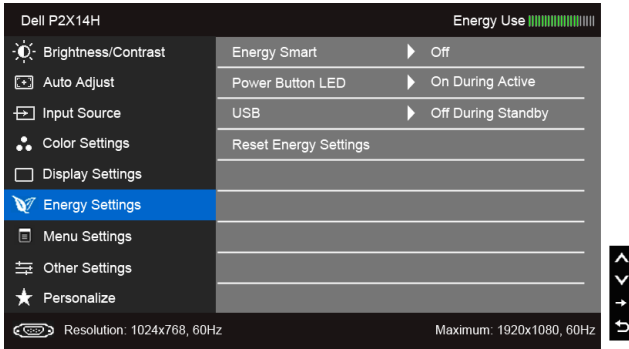 Dell P2X14H Energy Use
Brightness/Contrast Energy Smart Off
Auto Adjust Power Button LED On During Active
Input Source USB Off During Standby
Color Settings Reset Energy Settings
Display Settings
Energy Settings
Menu Settings
Other Settings
Personalize
Resolution: 1024x768, 60Hz Maximum: 1920x1080, 60Hz